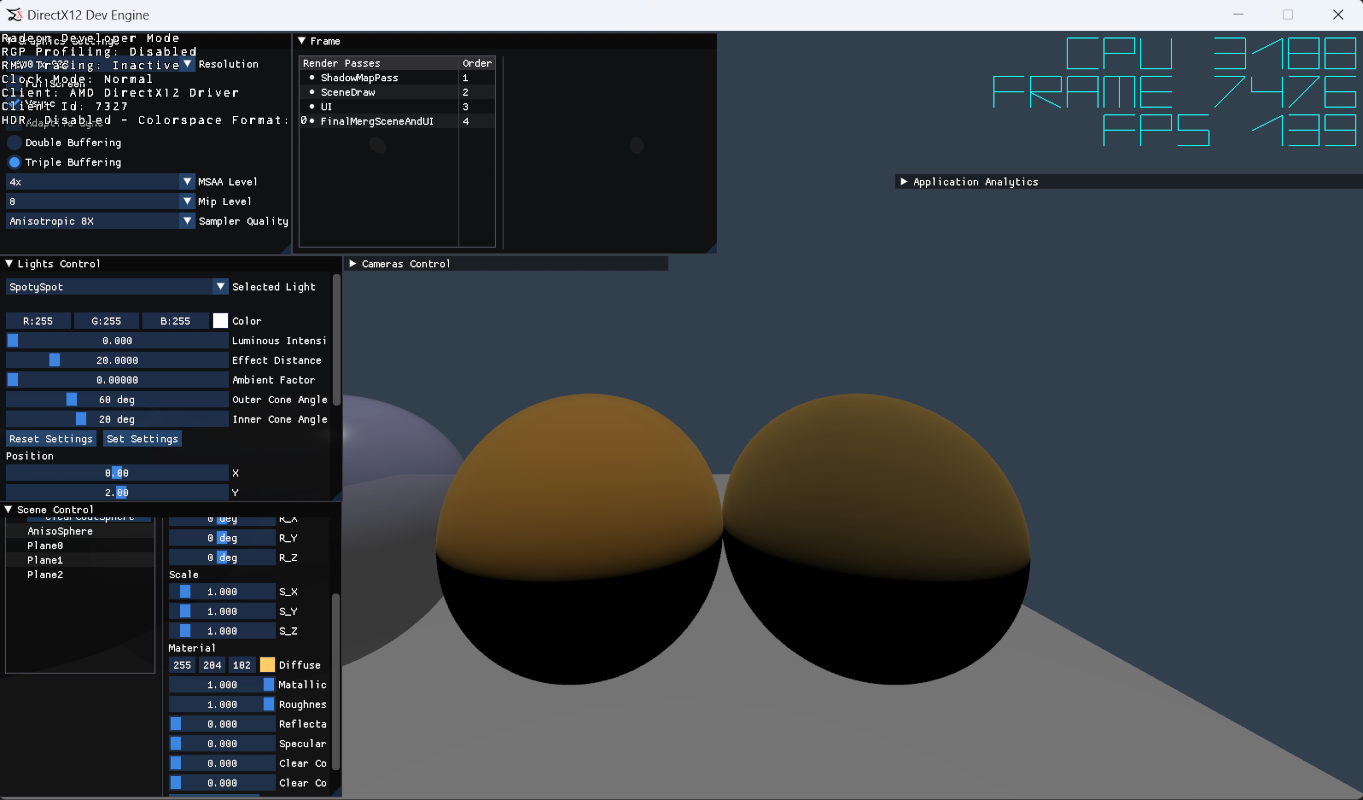 DirectX12 Dev Engine
Radeon Developer Mode
RGP Profiling: Disabled
RMV Tracing: Inactive
Resolution
Clock Mode: Normal
Client: AMD DirectX12 Driver
Client Id: 7327
HDR: Disabled - Colorspace Format: 0
Double Buffering
Triple Buffering
4x MSAA Level
8 Mip Level
Anisotropic 8X Sampler Quality
Frame
Render Passes Order
ShadowMapPass 1
SceneDraw 2
UI 3
FinalMergSceneAndUI 4
CPU 3188
FRAME 7476
FPS 139
Application Analytics
Lights Control
SpotySpot Selected Light
R:255 G:255 B:255 Color
0.000 Luminous Intensi
20.0000 Effect Distance
0.00000 Ambient Factor
60 deg Outer Cone Angle
20 deg Inner Cone Angle
Reset Settings Set Settings
Position
0.00 X
2.00 Y
Cameras Control
Scene Control
AnisoSphere
Plane0
Plane1
Plane2
0 deg R_X
0 deg R_Y
0 deg R_Z
Scale
1.000 S_X
1.000 S_Y
1.000 S_Z
Material
255 204 102 Diffuse
1.000 Matallic
1.000 Roughnes
0.000 Reflecta
0.000 Specular
0.000 Clear Co
0.000 Clear Co